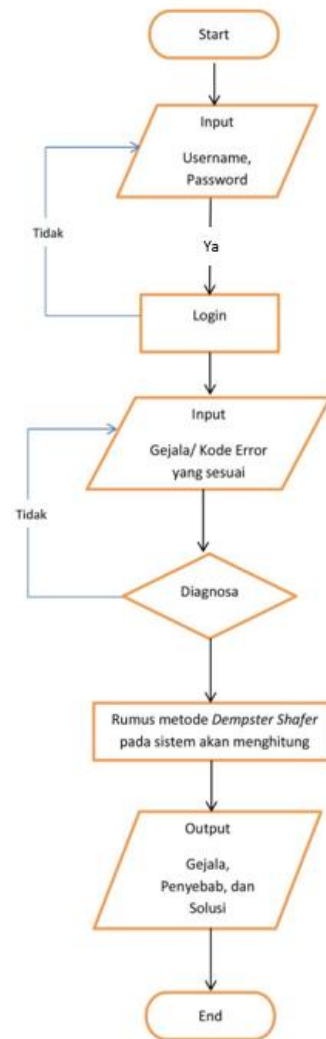 Start
Input
Username,
Password
Tidak
Ya
Login
Input
Gejala/ Kode Error
yang sesuai
Tidak
Diagnosa
Rumus metode Dempster Shafer
pada sistem akan menghitung
Output
Gejala,
Penyebab, dan
Solusi
End